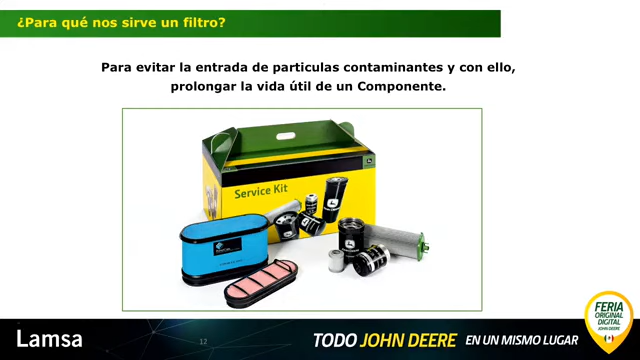 ¿Para qué nos sirve un filtro?
Para evitar la entrada de particulas contaminantes y con ello,
prolongar la vida útil de un Componente.
Service Kit
Lamsa
12
TODO JOHN DEERE EN UN MISMO LUGAR
FERIA
ORIGINAL
DIGITAL
JOHN DEERE